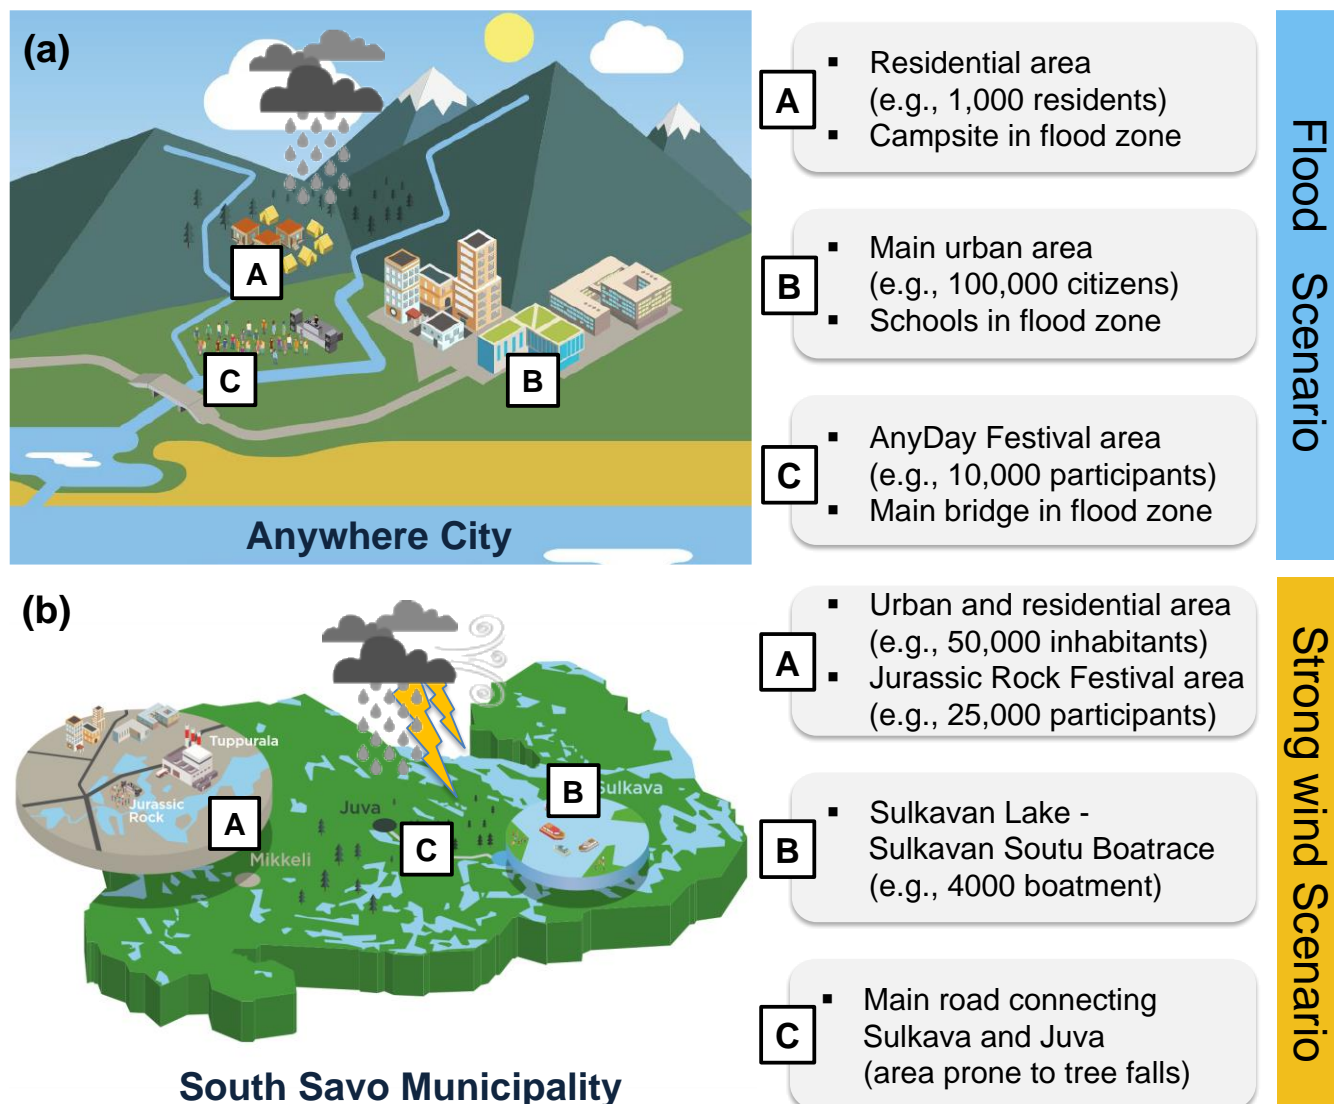 (a)
A
C
B
Anywhere City
A
▪ Residential area
(e.g., 1,000 residents)
▪ Campsite in flood zone
B
▪ Main urban area
(e.g., 100,000 citizens)
▪ Schools in flood zone
C
▪ AnyDay Festival area
(e.g., 10,000 participants)
▪ Main bridge in flood zone
Flood Scenario
(b)
Tuppurala
Jurassic
Rock
A
Mikkeli
Juva
C
B
Sulkava
South Savo Municipality
A
▪ Urban and residential area
(e.g., 50,000 inhabitants)
▪ Jurassic Rock Festival area
(e.g., 25,000 participants)
B
▪ Sulkavan Lake -
Sulkavan Soutu Boatrace
(e.g., 4000 boatment)
C
▪ Main road connecting
Sulkava and Juva
(area prone to tree falls)
Strong wind Scenario